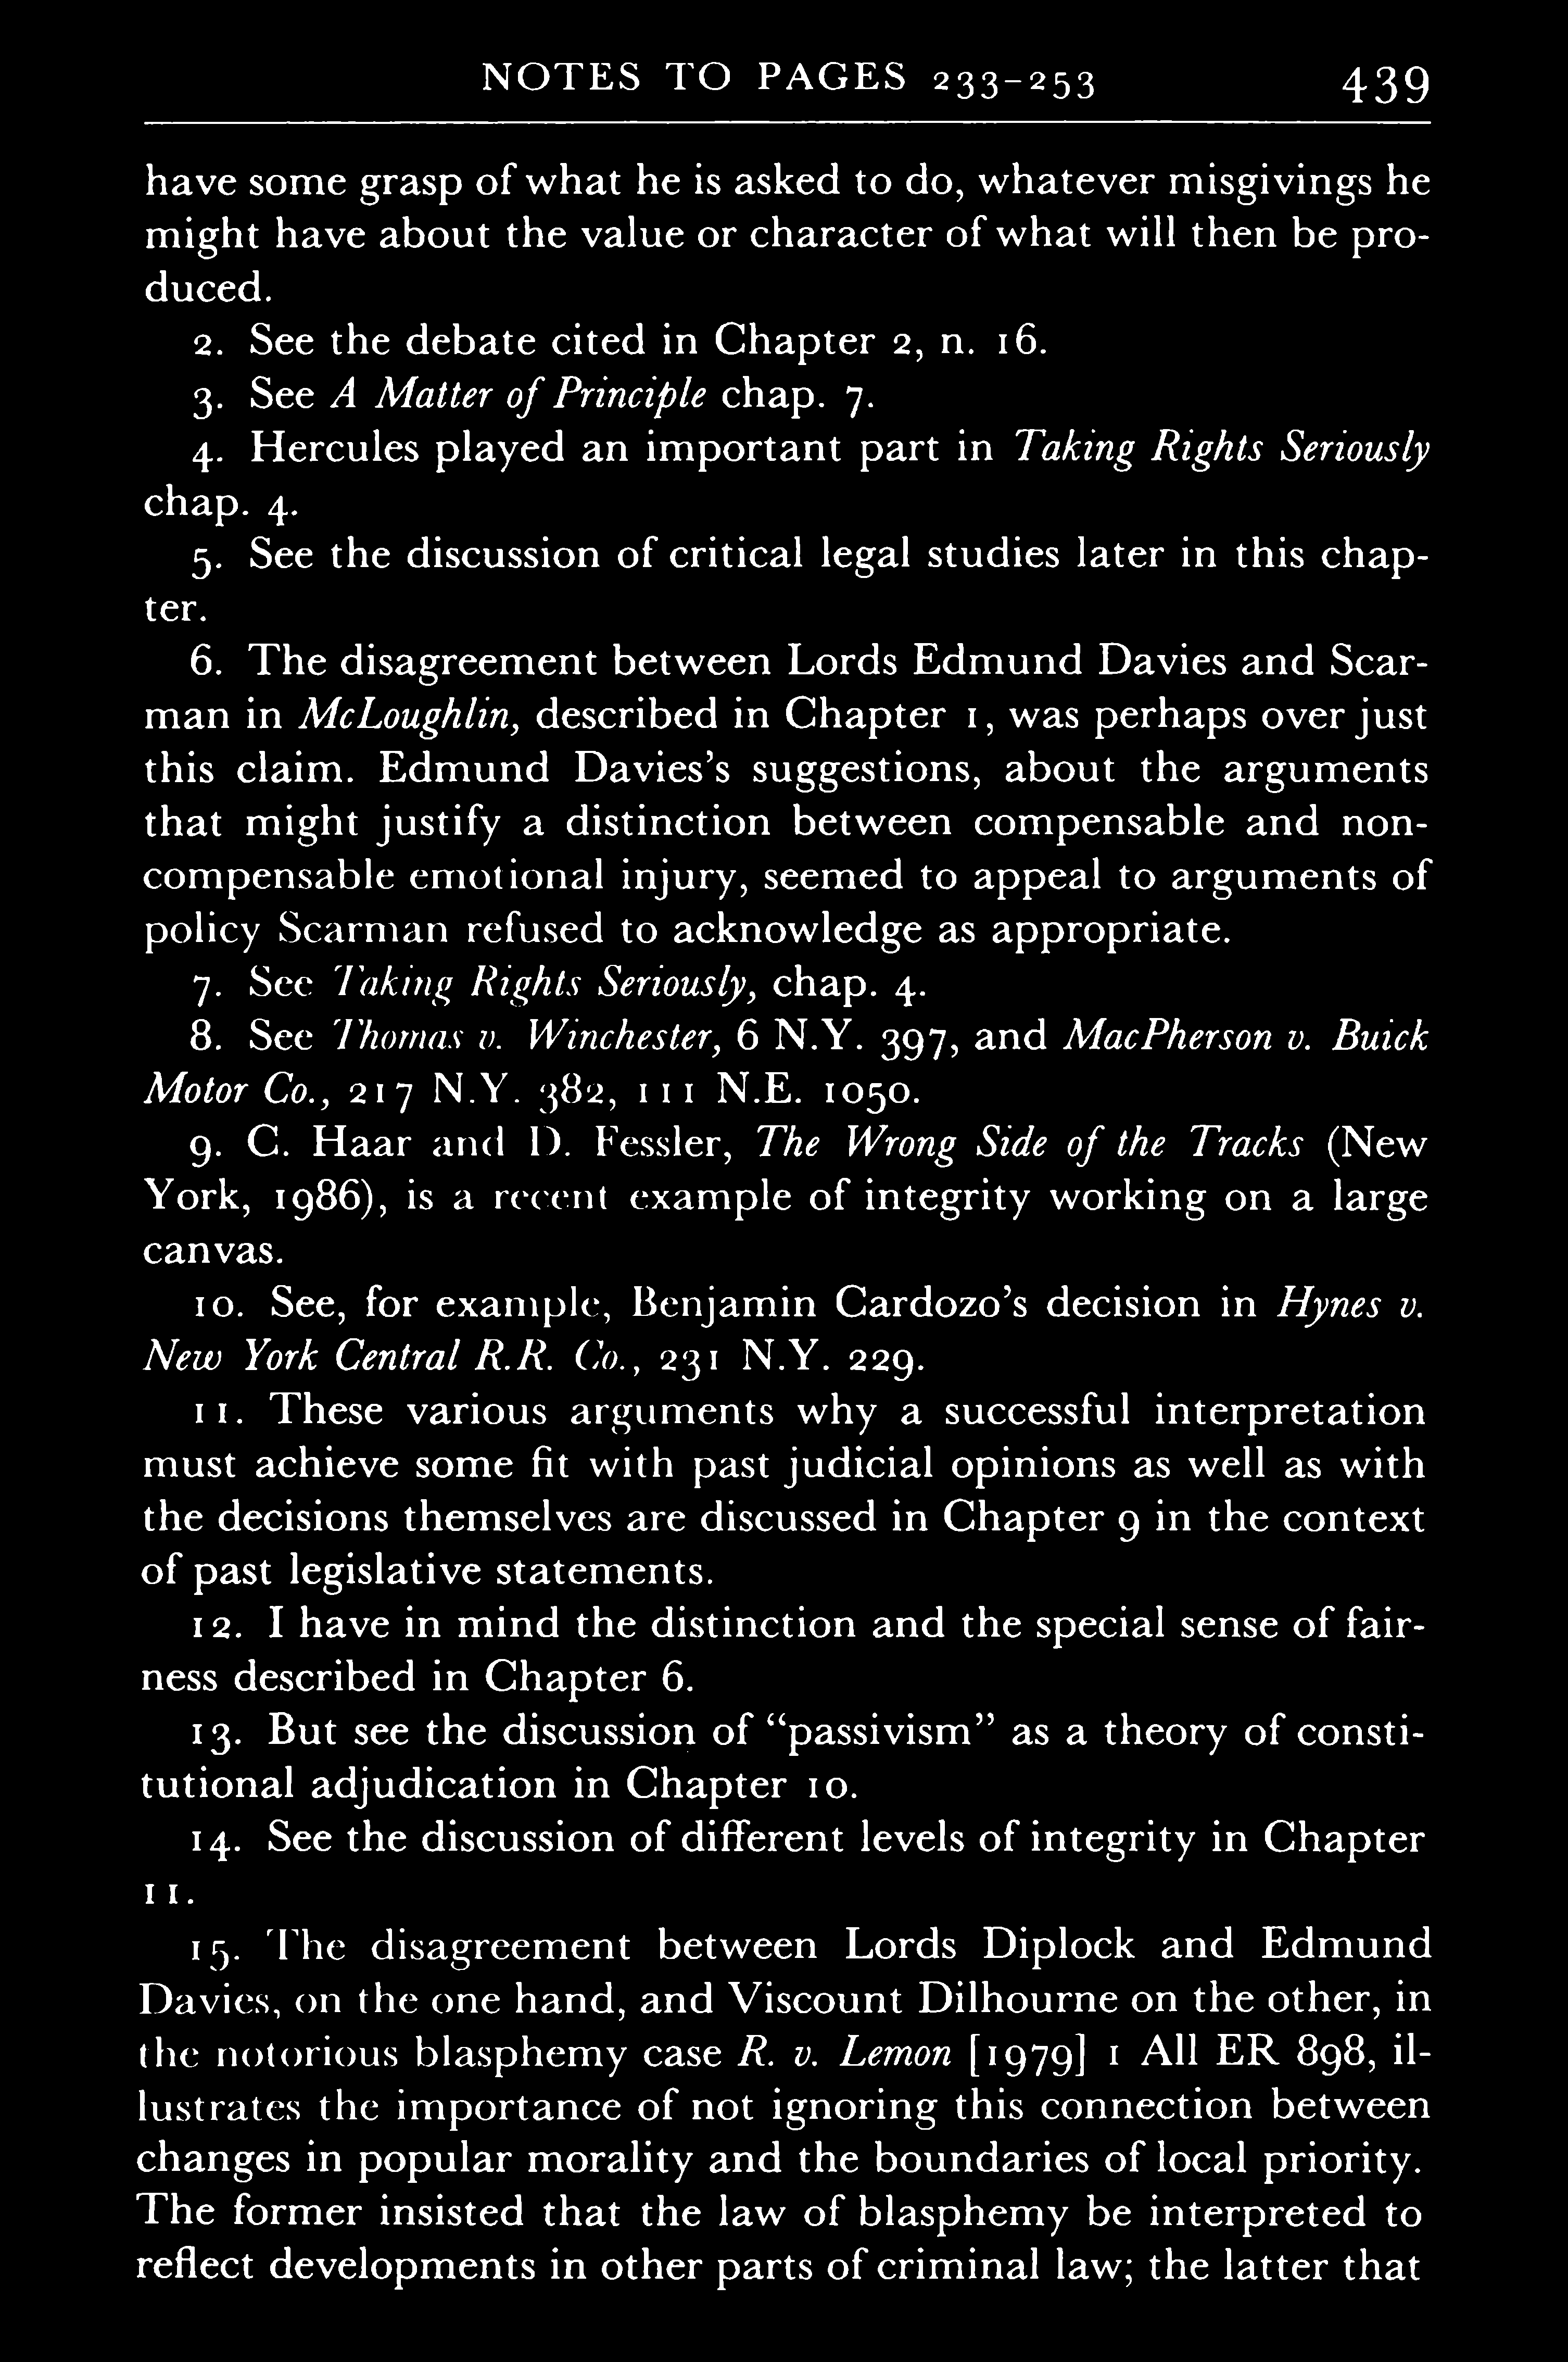 NOTES TO PAGES 233-253 439
have some grasp of what he is asked to do, whatever misgivings he
might have about the value or character of what will then be pro-
duced.
2. See the debate cited in Chapter 2, n. 16.
3. See A Matter of Principle chap. 7.
4. Hercules played an important part in Taking Rights Seriously
chap. 4.
5. See the discussion of critical legal studies later in this chap-
ter.
6. The disagreement between Lords Edmund Davies and Scar-
man in McLoughlin, described in Chapter 1, was perhaps over just
this claim. Edmund Davies’s suggestions, about the arguments
that might justify a distinction between compensable and non-
compensable emotional injury, seemed to appeal to arguments of
policy Scarman refused to acknowledge as appropriate.
7. See Taking Rights Seriously, chap. 4.
8. See Thomas v. Winchester, 6 N.Y. 397, and MacPherson v. Buick
Motor Co., 217 N.Y. 382, 111 N.E. 1050.
9. C. Haar and D. Fessler, The Wrong Side of the Tracks (New
York, 1986), is a recent example of integrity working on a large
canvas.
10. See, for example, Benjamin Cardozo’s decision in Hynes v.
New York Central R.R. Co., 231 N.Y. 229.
11. These various arguments why a successful interpretation
must achieve some fit with past judicial opinions as well as with
the decisions themselves are discussed in Chapter 9 in the context
of past legislative statements.
12. I have in mind the distinction and the special sense of fair-
ness described in Chapter 6.
13. But see the discussion of “passivism” as a theory of consti-
tutional adjudication in Chapter 10.
14. See the discussion of different levels of integrity in Chapter
11.
15. The disagreement between Lords Diplock and Edmund
Davies, on the one hand, and Viscount Dilhourne on the other, in
the notorious blasphemy case R. v. Lemon [1979] 1 All ER 898, il-
lustrates the importance of not ignoring this connection between
changes in popular morality and the boundaries of local priority.
The former insisted that the law of blasphemy be interpreted to
reflect developments in other parts of criminal law; the latter that